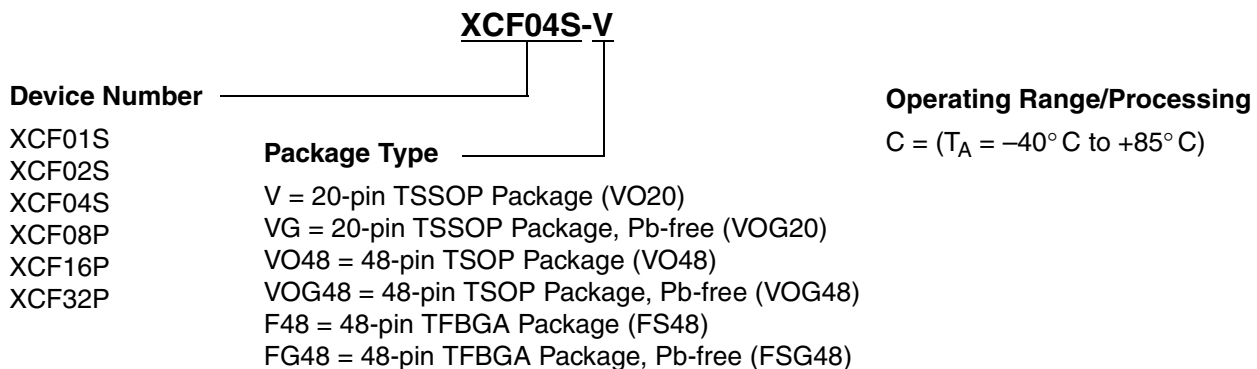 XCF04S-V
Device Number
XCF01S
XCF02S
XCF04S
XCF08P
XCF16P
XCF32P
Package Type
V = 20-pin TSSOP Package (VO20)
VG = 20-pin TSSOP Package, Pb-free (VOG20)
VO48 = 48-pin TSOP Package (VO48)
VOG48 = 48-pin TSOP Package, Pb-free (VOG48)
F48 = 48-pin TFBGA Package (FS48)
FG48 = 48-pin TFBGA Package, Pb-free (FSG48)
Operating Range/Processing
C = (TA = –40° C to +85° C)